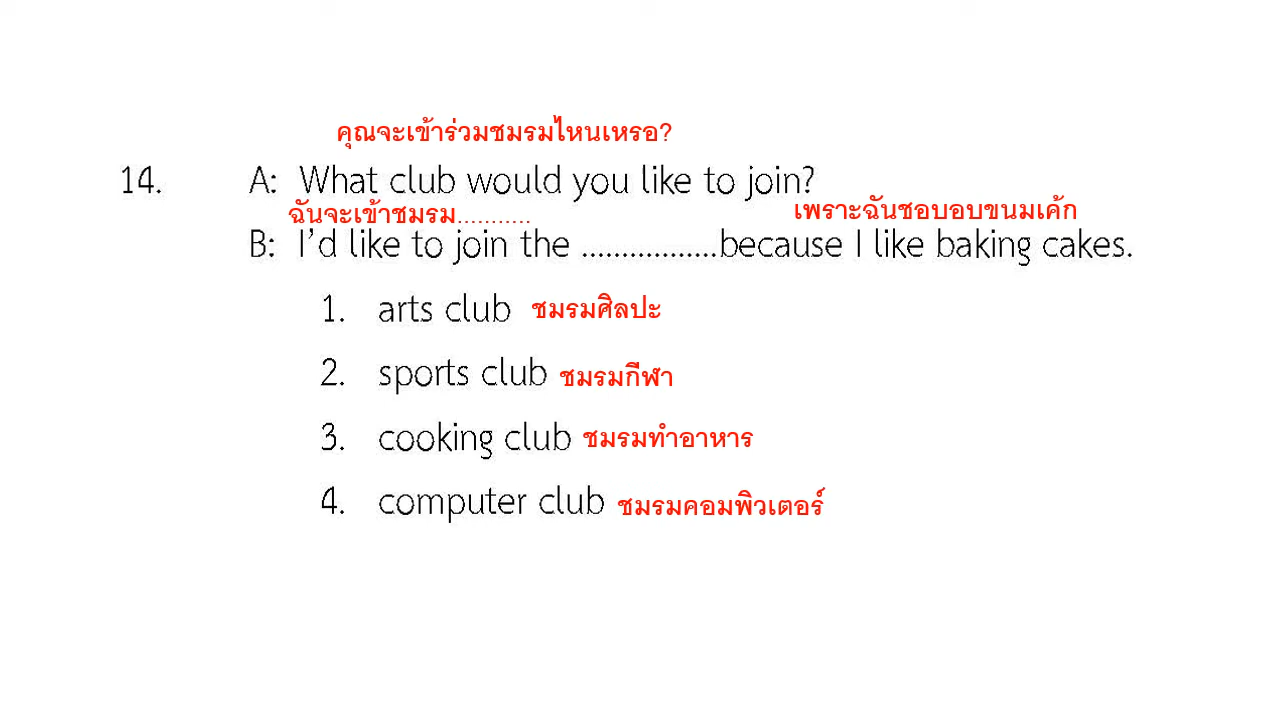 คุณจะเข้าร่วมชมรมไหนเหรอ?
14. A: What club would you like to join?
ฉันจะเข้าชมรม........... เพราะฉันชอบอบขนมเค้ก
B: I'd like to join the .................because I like baking cakes.
1. arts club ชมรมศิลปะ
2. sports club ชมรมกีฬา
3. cooking club ชมรมทำอาหาร
4. computer club ชมรมคอมพิวเตอร์